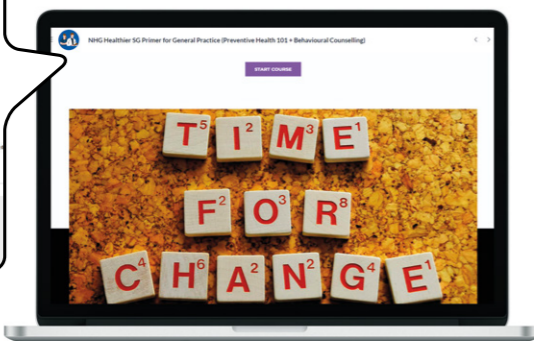 NHG Healthier SG Primer for General Practice (Preventive Health 101 + Behavioural Counselling)
START COURSE
T5 I2 M3 E1
F2 O3 R8
C4 H6 A2 N2 G4 E1